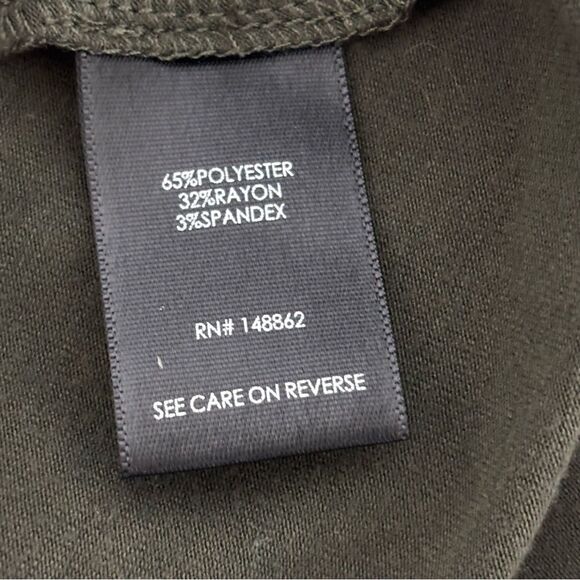 65%POLYESTER
32%RAYON
3%SPANDEX
RN# 148862
SEE CARE ON REVERSE